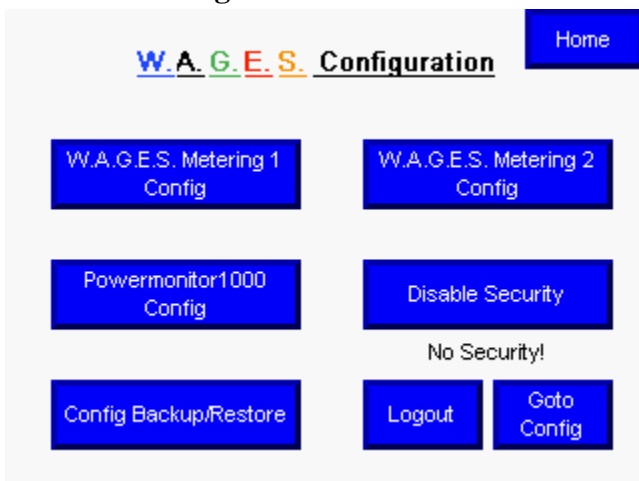 Home
W.A.G.E.S. Configuration
W.A.G.E.S. Metering 1
Config
W.A.G.E.S. Metering 2
Config
Powermonitor1000
Config
Disable Security
No Security!
Config Backup/Restore
Logout
Goto
Config